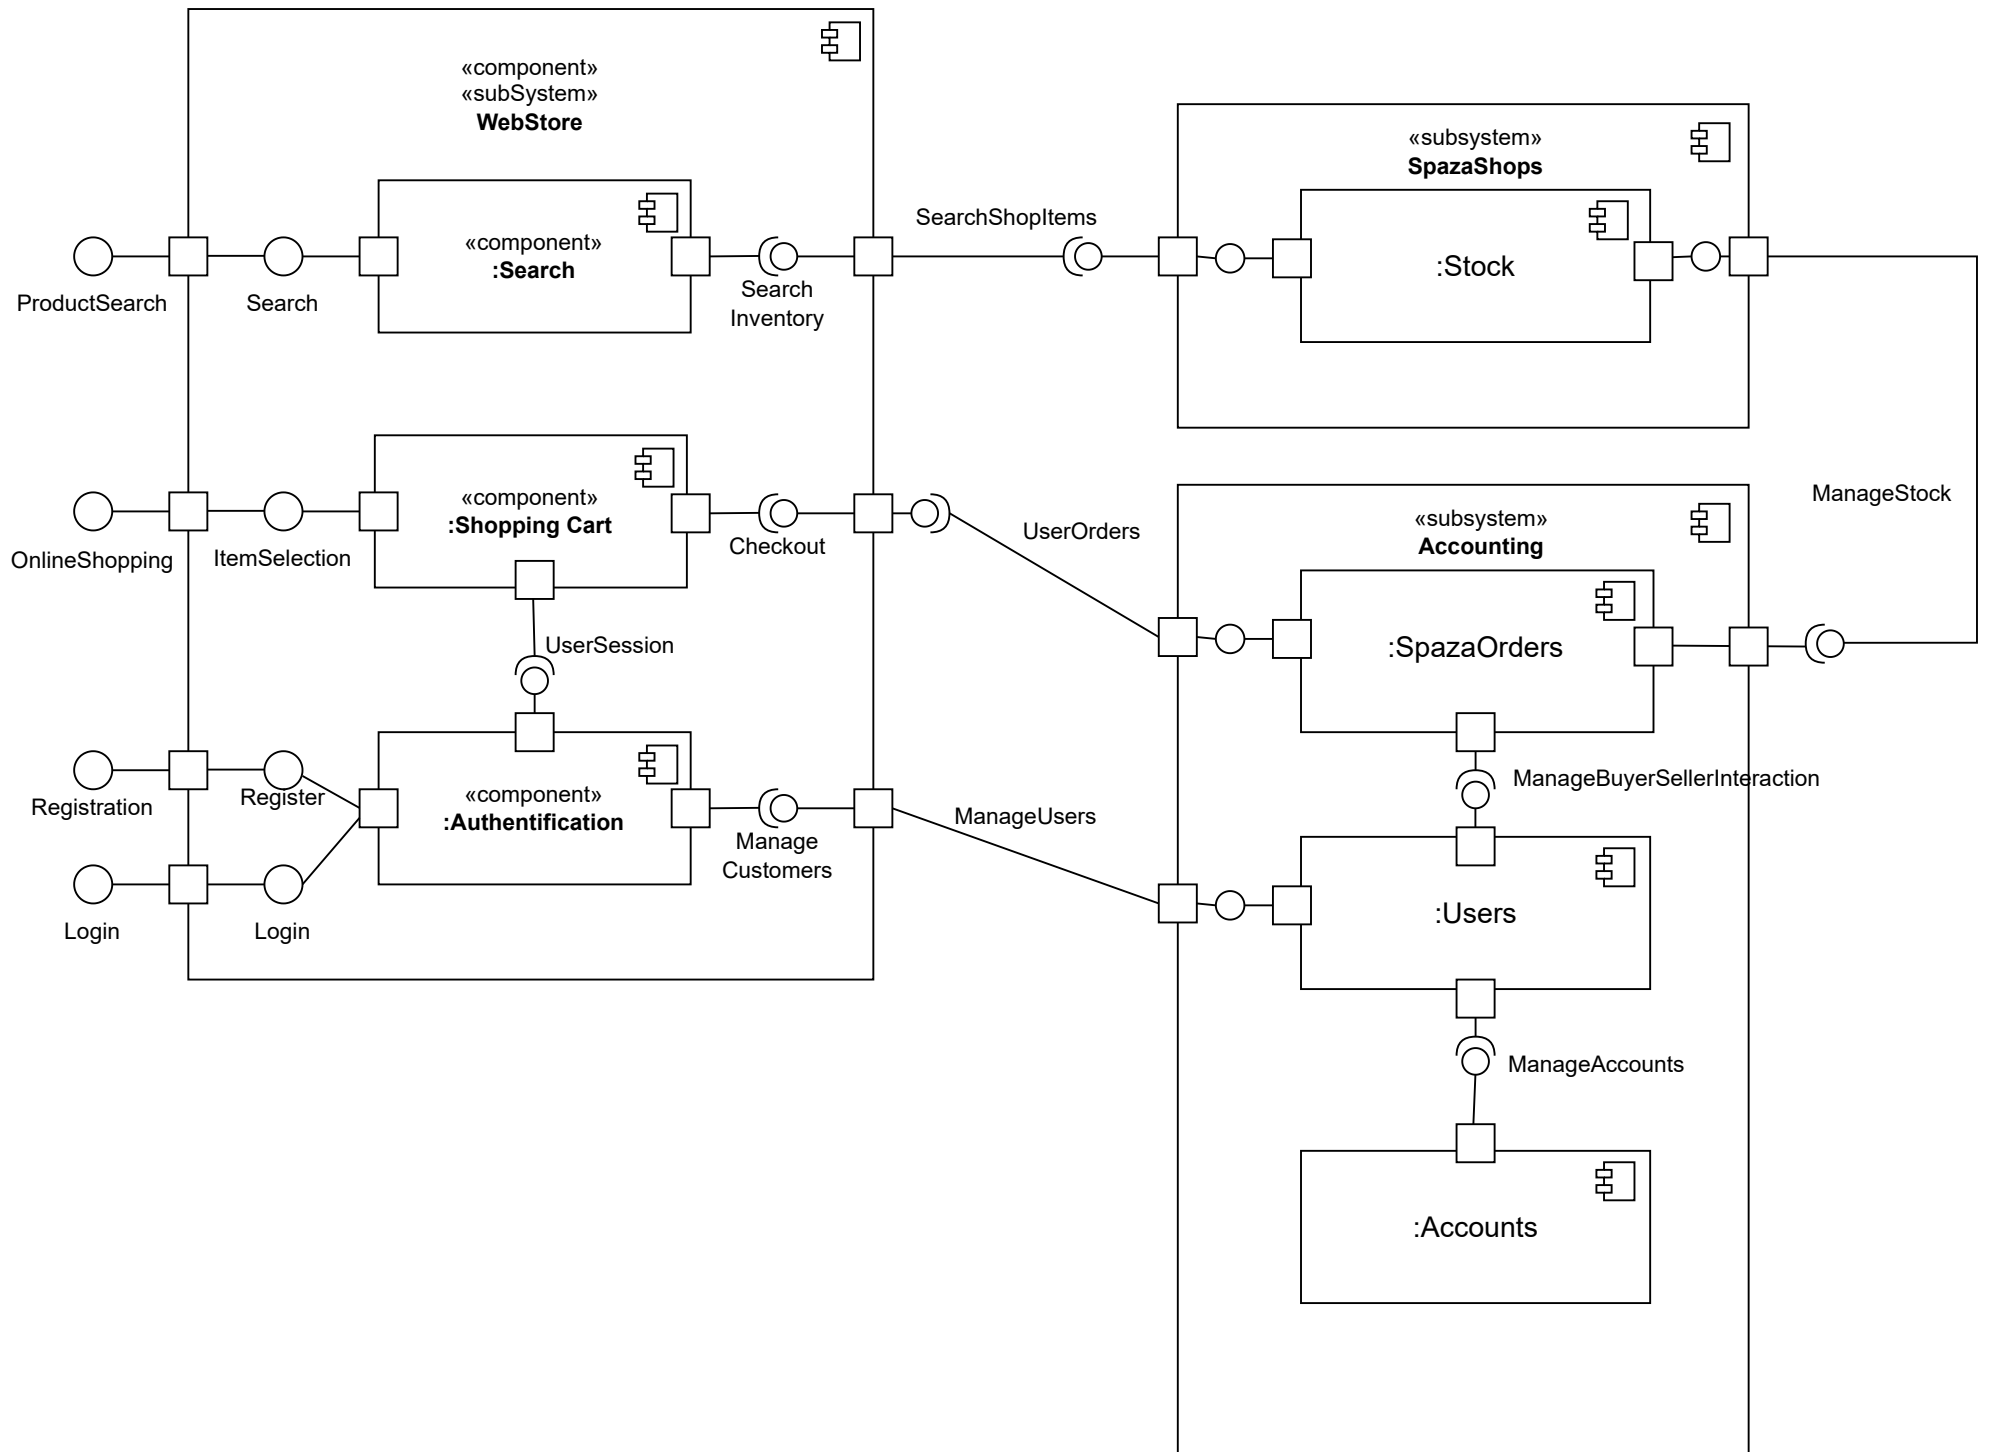 «component»
«subSystem»
WebStore
«component»
:Search
ProductSearch
Search
Search
Inventory
SearchShopItems
«subsystem»
SpazaShops
:Stock
ManageStock
«component»
:Shopping Cart
OnlineShopping
ItemSelection
Checkout
UserOrders
UserSession
«component»
:Authentification
Registration
Register
Login
Login
Manage
Customers
ManageUsers
«subsystem»
Accounting
:SpazaOrders
ManageBuyerSellerInteraction
:Users
ManageAccounts
:Accounts